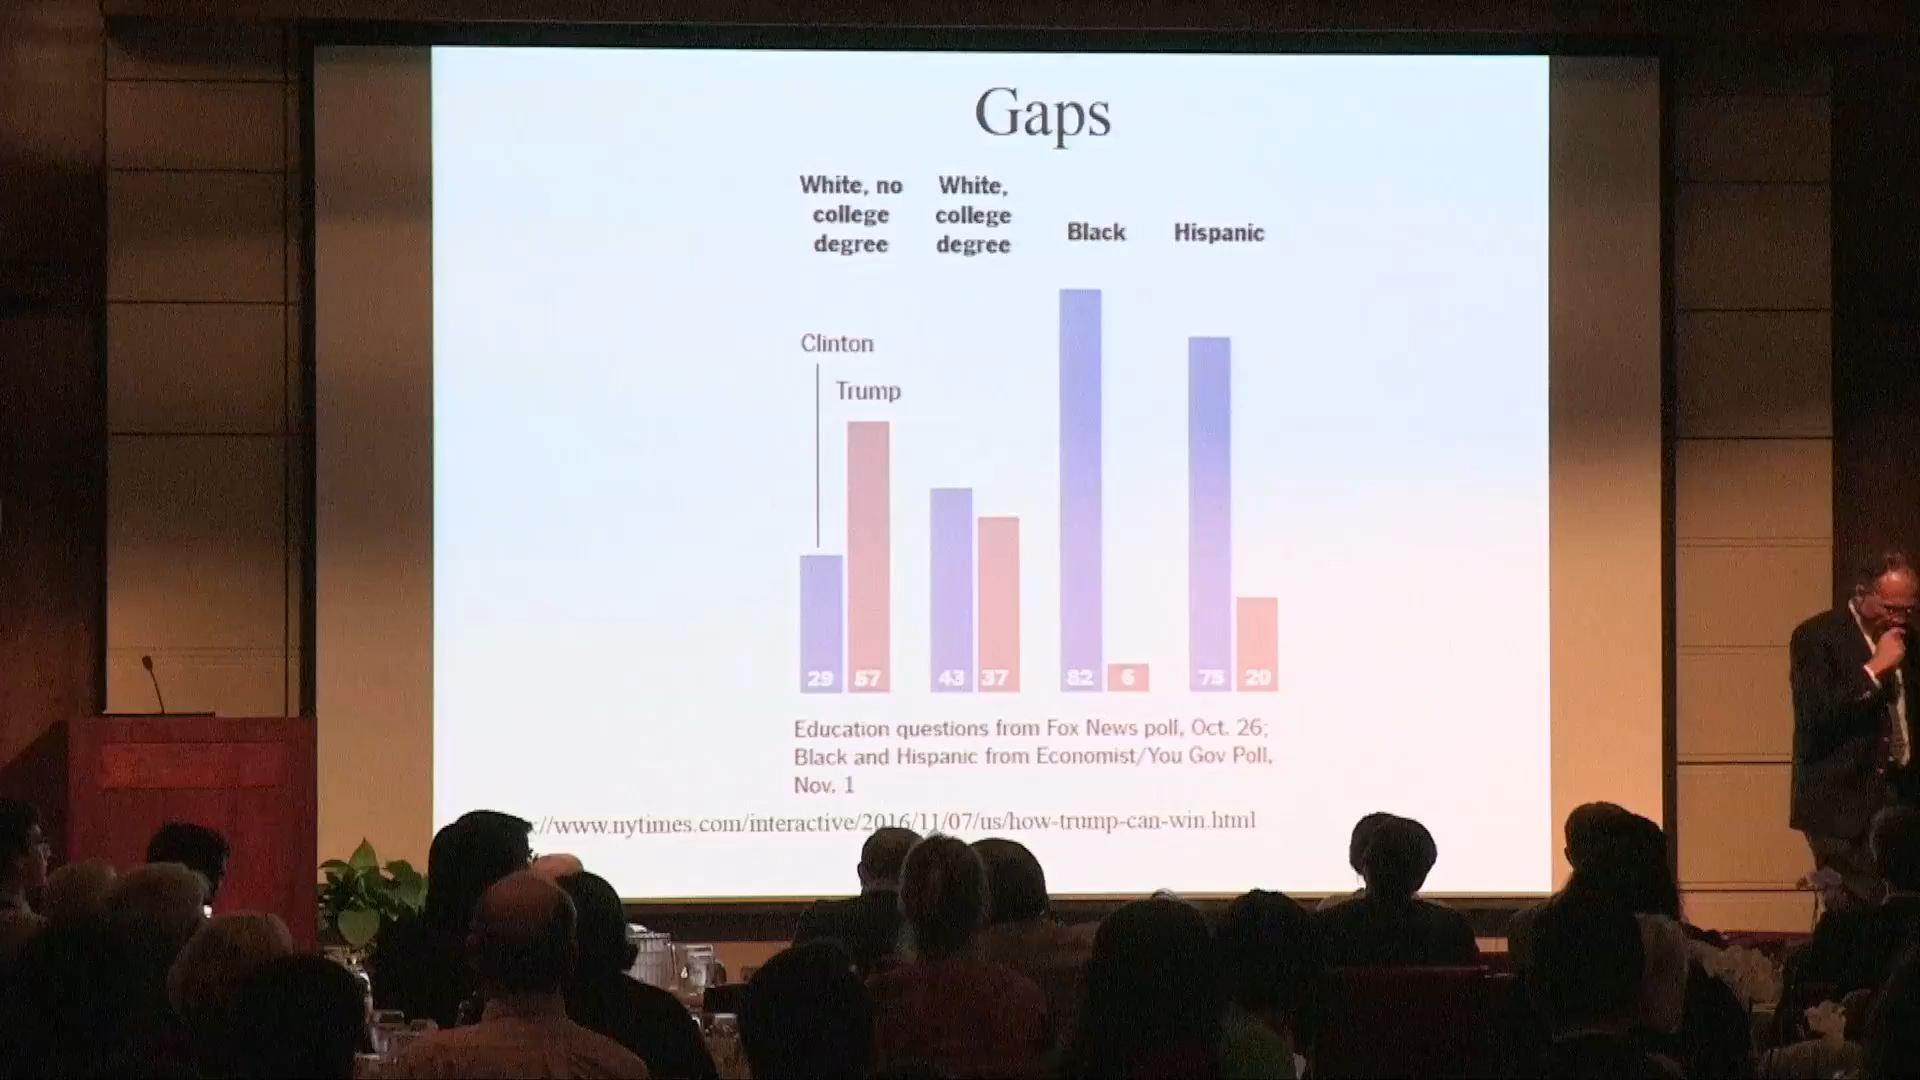 Gaps
White, no
college
degree
White,
college
degree
Black
Hispanic
Clinton
Trump
29 57 43 37 82 6 75 20
Education questions from Fox News poll, Oct. 26;
Black and Hispanic from Economist/You Gov Poll,
Nov. 1
://www.nytimes.com/interactive/2016/11/07/us/how-trump-can-win.html